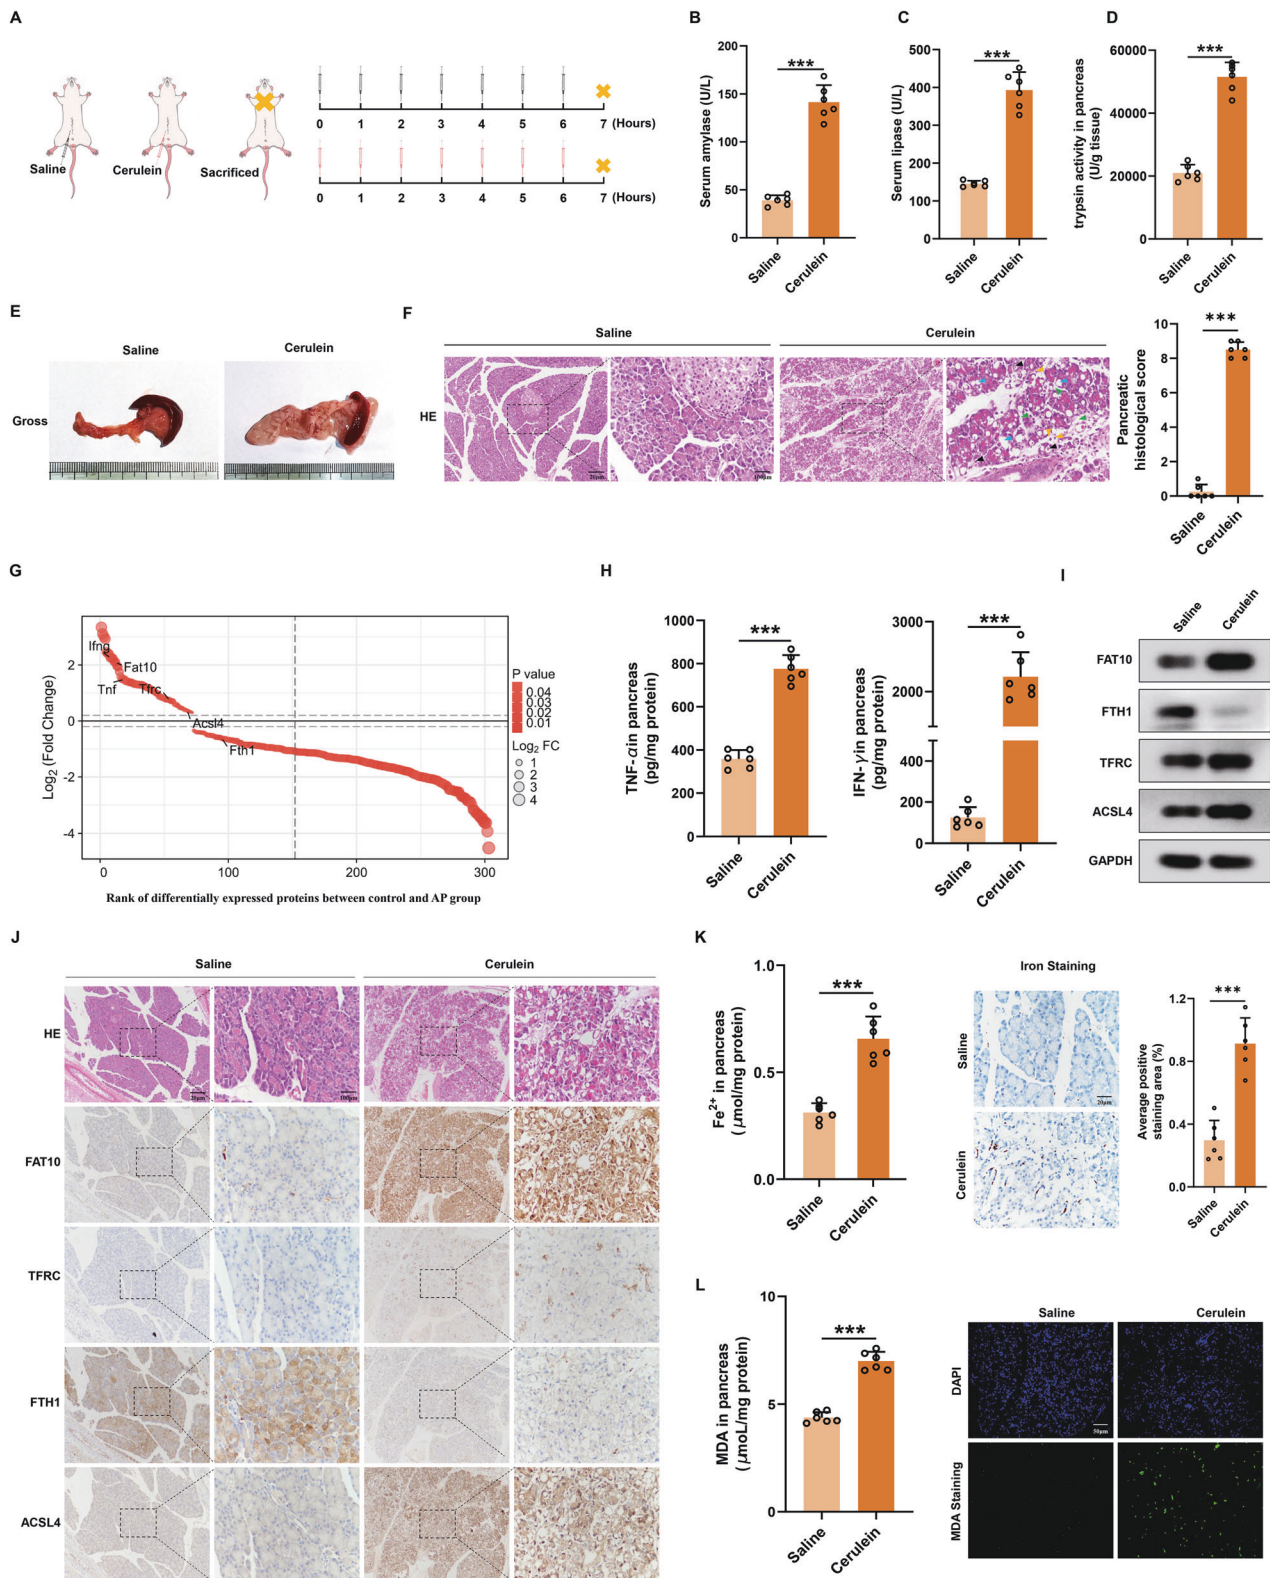 A
Saline
Cerulein
Sacrificed
0 1 2 3 4 5 6 7 (Hours)
0 1 2 3 4 5 6 7 (Hours)
B
Serum amylase (U/L)
200
150
100
50
0
***
Saline
Cerulein
C
Serum lipase (U/L)
500
400
300
200
100
0
***
Saline
Cerulein
D
trypsin activity in pancreas
(U/g tissue)
60000
40000
20000
0
***
Saline
Cerulein
E
Saline
Cerulein
Gross
F
Saline
Cerulein
HE
20μm
100μm
Pancreatic
histological score
10
8
6
4
2
0
***
Saline
Cerulein
G
Log₂ (Fold Change)
2
0
-2
-4
Ifng
Fat10
Tnf
Tfrc
Acsl4
Fth1
0 100 200 300
Rank of differentially expressed proteins between control and AP group
P value
0.04
0.03
0.02
0.01
Log₂ FC
1
2
3
4
H
TNF-α in pancreas
(pg/mg protein)
1000
800
600
400
200
0
***
Saline
Cerulein
IFN-γ in pancreas
(pg/mg protein)
3000
2000
200
100
0
***
Saline
Cerulein
I
Saline
Cerulein
FAT10
FTH1
TFRC
ACSL4
GAPDH
J
Saline
Cerulein
HE
20μm
100μm
FAT10
TFRC
FTH1
ACSL4
K
Fe²⁺ in pancreas
(μmol/mg protein)
1.0
0.5
0.0
***
Saline
Cerulein
Iron Staining
Saline
20μm
Cerulein
Average positive
staining area (%)
1.2
0.8
0.4
0.0
***
Saline
Cerulein
L
MDA in pancreas
(μmoL/mg protein)
10
5
0
***
Saline
Cerulein
Saline
Cerulein
DAPI
50μm
MDA Staining